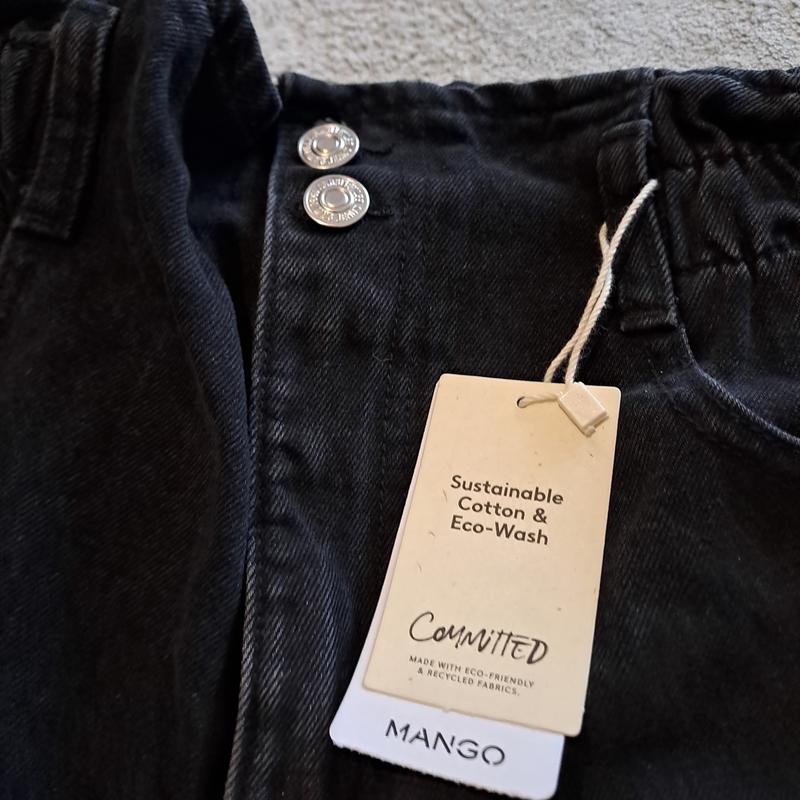 Sustainable
Cotton &
Eco-Wash
COMMITTED
MADE WITH ECO-FRIENDLY
& RECYCLED FABRICS.
MANGO